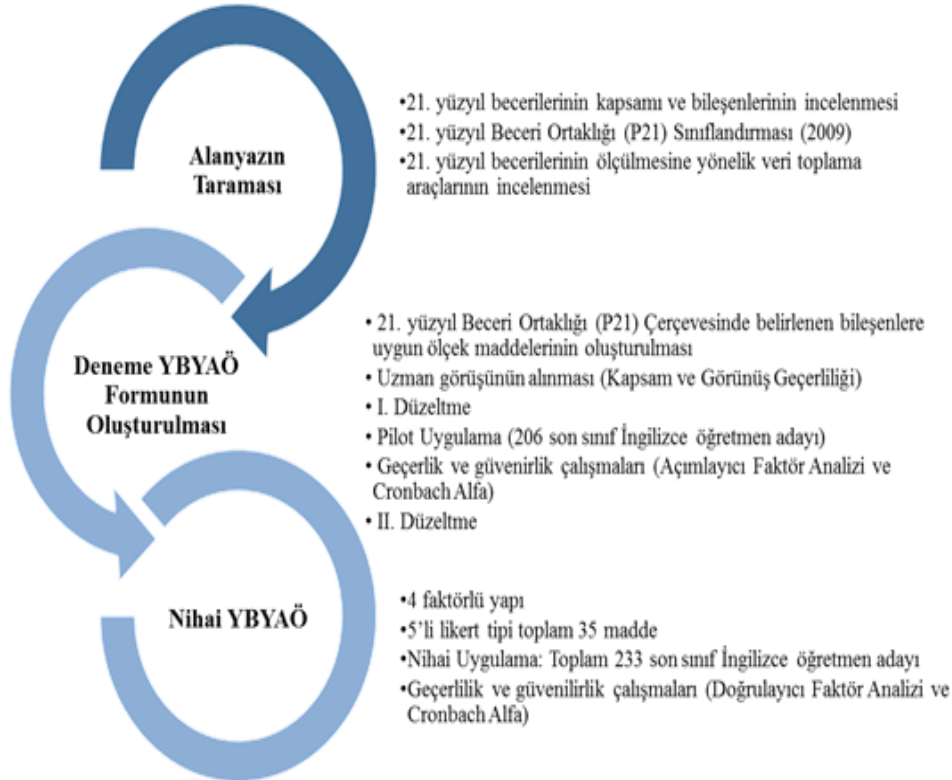 Alanyazın
Taraması
•21. yüzyıl becerilerinin kapsamı ve bileşenlerinin incelenmesi
•21. yüzyıl Beceri Ortaklığı (P21) Sınıflandırması (2009)
•21. yüzyıl becerilerinin ölçülmesine yönelik veri toplama
araçlarının incelenmesi
Deneme YBYAÖ
Formunun
Oluşturulması
• 21. yüzyıl Beceri Ortaklığı (P21) Çerçevesinde belirlenen bileşenlere
uygun ölçek maddelerinin oluşturulması
• Uzman görüşünün alınması (Kapsam ve Görünüş Geçerliliği)
• I. Düzeltme
• Pilot Uygulama (206 son sınıf İngilizce öğretmen adayı)
• Geçerlik ve güvenirlik çalışmaları (Açımlayıcı Faktör Analizi ve
Cronbach Alfa)
• II. Düzeltme
Nihai YBYAÖ
•4 faktörlü yapı
•5’li likert tipi toplam 35 madde
•Nihai Uygulama: Toplam 233 son sınıf İngilizce öğretmen adayı
•Geçerlilik ve güvenilirlik çalışmaları (Doğrulayıcı Faktör Analizi ve
Cronbach Alfa)